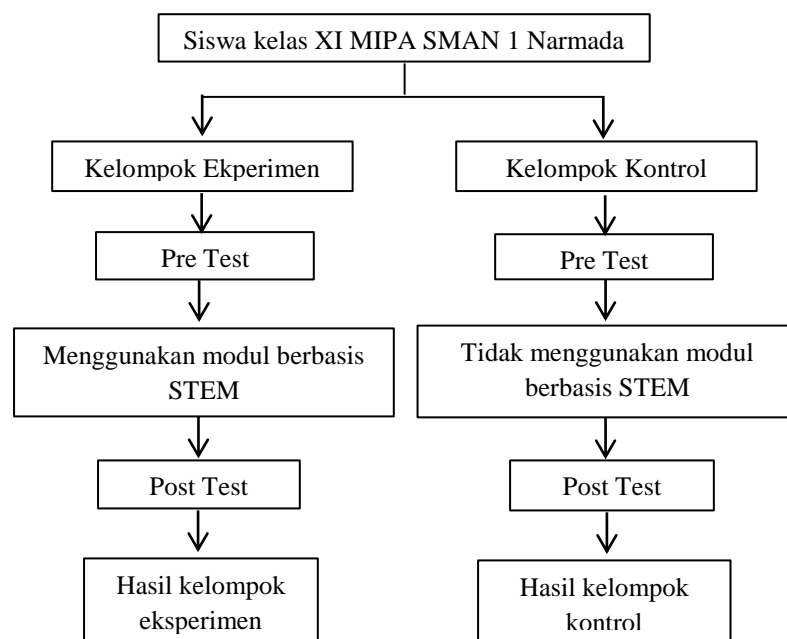 Siswa kelas XI MIPA SMAN 1 Narmada
Kelompok Ekperimen
Kelompok Kontrol
Pre Test
Pre Test
Menggunakan modul berbasis
STEM
Tidak menggunakan modul
berbasis STEM
Post Test
Post Test
Hasil kelompok
eksperimen
Hasil kelompok
kontrol